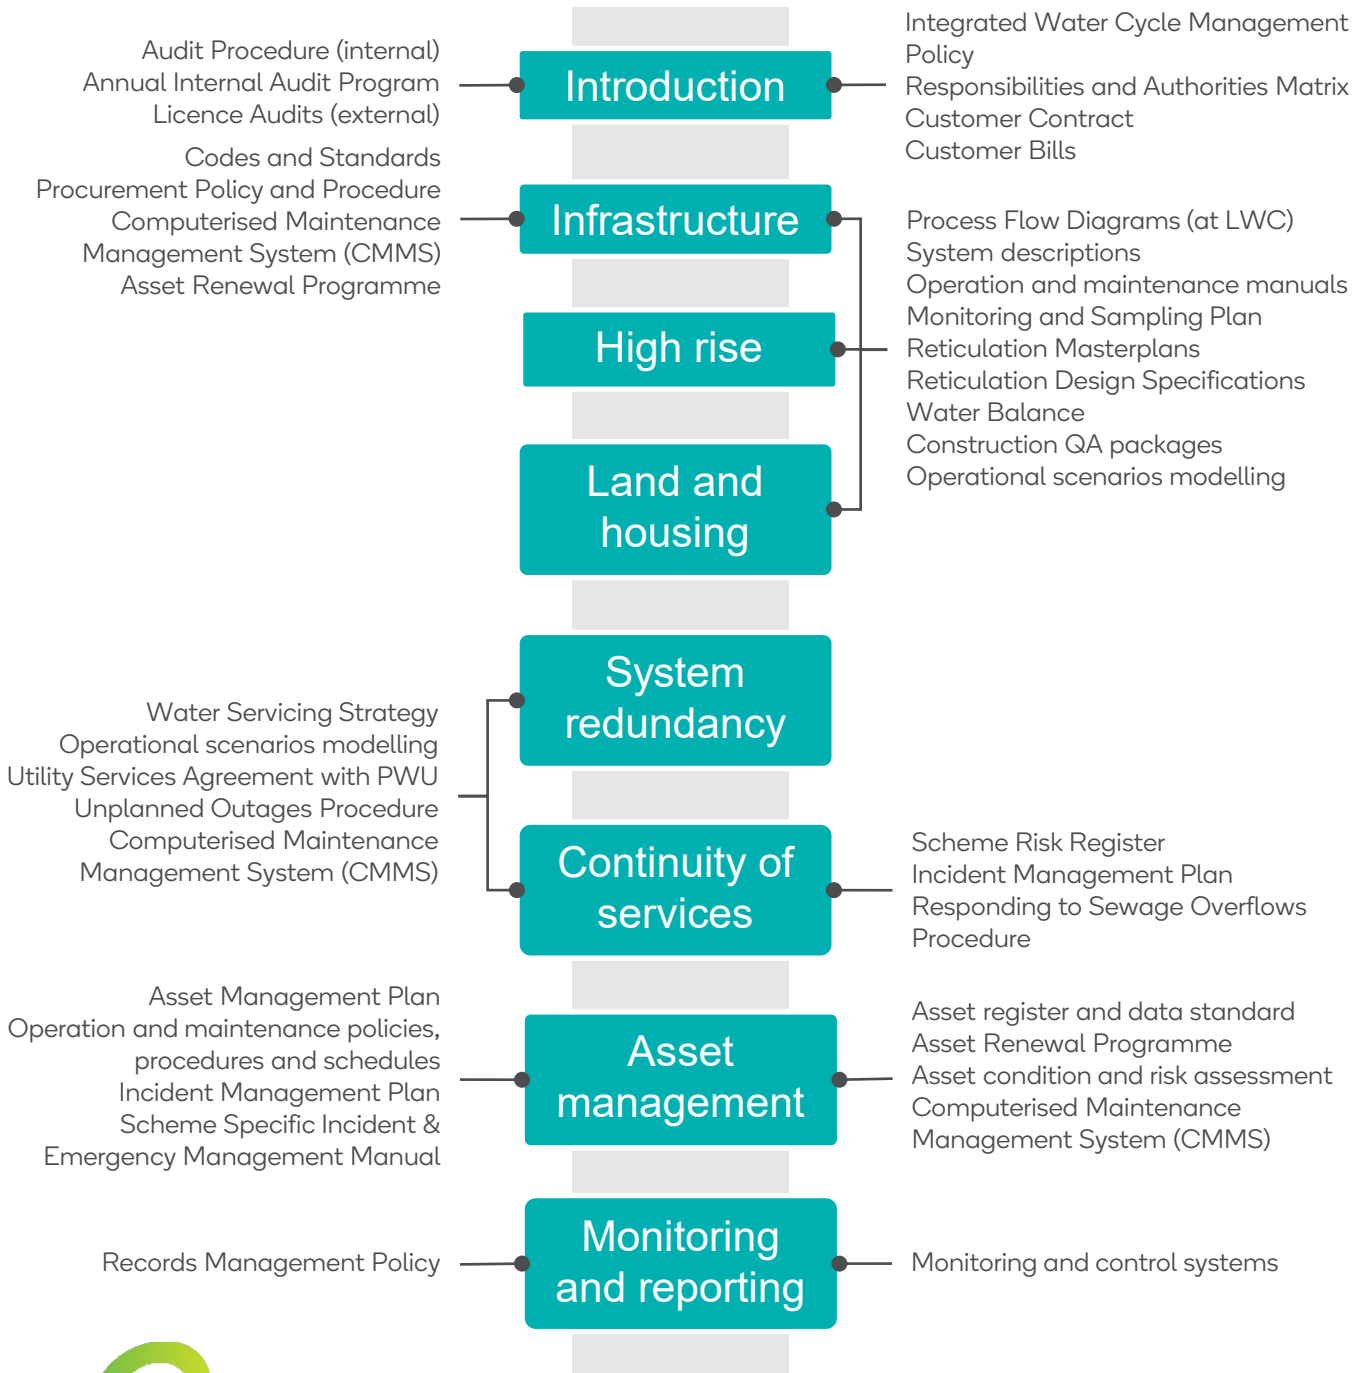 Audit Procedure (internal)
Annual Internal Audit Program
Licence Audits (external)
Introduction
Integrated Water Cycle Management
Policy
Responsibilities and Authorities Matrix
Customer Contract
Customer Bills
Codes and Standards
Procurement Policy and Procedure
Computerised Maintenance
Management System (CMMS)
Asset Renewal Programme
Infrastructure
High rise
Land and
housing
Process Flow Diagrams (at LWC)
System descriptions
Operation and maintenance manuals
Monitoring and Sampling Plan
Reticulation Masterplans
Reticulation Design Specifications
Water Balance
Construction QA packages
Operational scenarios modelling
System
redundancy
Water Servicing Strategy
Operational scenarios modelling
Utility Services Agreement with PWU
Unplanned Outages Procedure
Computerised Maintenance
Management System (CMMS)
Continuity of
services
Scheme Risk Register
Incident Management Plan
Responding to Sewage Overflows
Procedure
Asset Management Plan
Operation and maintenance policies,
procedures and schedules
Incident Management Plan
Scheme Specific Incident &
Emergency Management Manual
Asset
management
Asset register and data standard
Asset Renewal Programme
Asset condition and risk assessment
Computerised Maintenance
Management System (CMMS)
Records Management Policy
Monitoring
and reporting
Monitoring and control systems